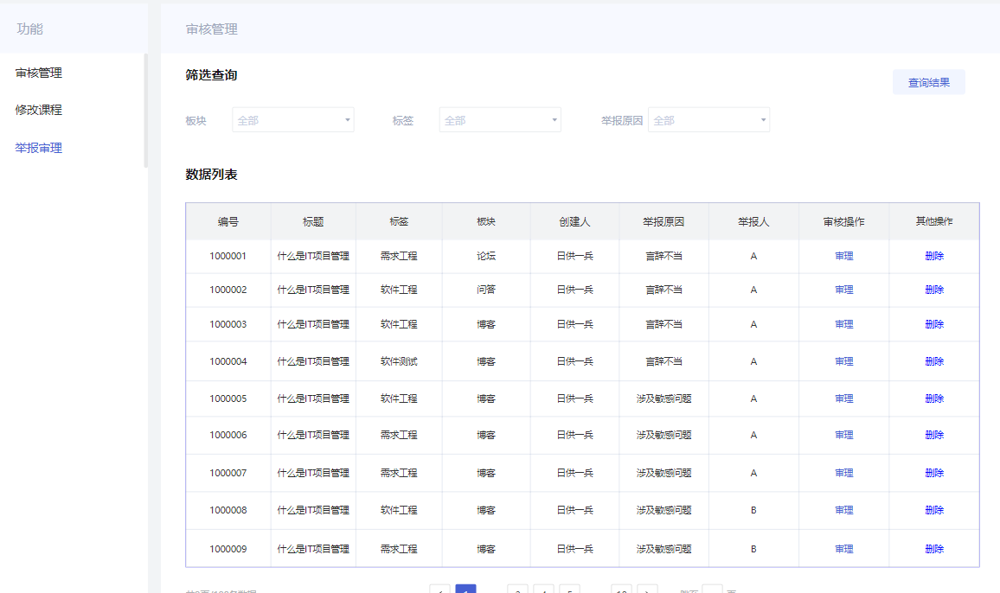 功能
审核管理
修改课程
举报审理
审核管理
筛选查询
查询结果
板块 全部 标签 全部 举报原因 全部
数据列表
编号 标题 标签 板块 创建人 举报原因 举报人 审核操作 其他操作
1000001 什么是IT项目管理 需求工程 论坛 日供一兵 言辞不当 A 审理 删除
1000002 什么是IT项目管理 软件工程 问答 日供一兵 言辞不当 A 审理 删除
1000003 什么是IT项目管理 软件工程 博客 日供一兵 言辞不当 A 审理 删除
1000004 什么是IT项目管理 软件测试 博客 日供一兵 言辞不当 A 审理 删除
1000005 什么是IT项目管理 软件工程 博客 日供一兵 涉及敏感问题 A 审理 删除
1000006 什么是IT项目管理 需求工程 博客 日供一兵 涉及敏感问题 A 审理 删除
1000007 什么是IT项目管理 需求工程 博客 日供一兵 涉及敏感问题 A 审理 删除
1000008 什么是IT项目管理 软件工程 博客 日供一兵 涉及敏感问题 B 审理 删除
1000009 什么是IT项目管理 需求工程 博客 日供一兵 涉及敏感问题 B 审理 删除